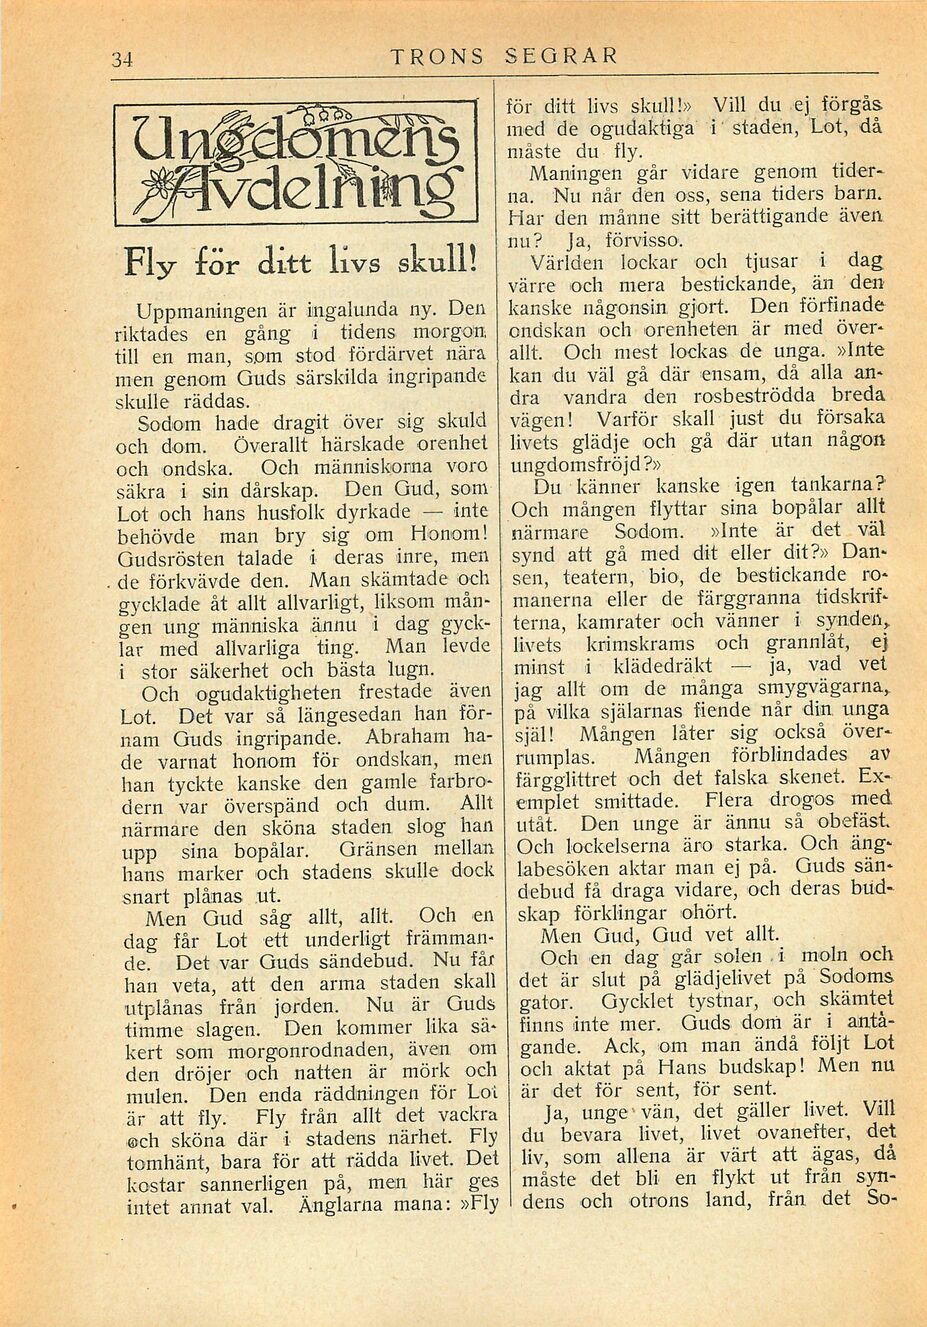 34
TRONS SEGRAR
Ungdomens
Avdelning
Fly för ditt livs skull!
Uppmaningen är ingalunda ny. Den
riktades en gång i tidens morgon
till en man, som stod fördärvet nära
men genom Guds särskilda ingripande
skulle räddas.
Sodom hade dragit över sig skuld
och dom. Överallt härskade orenhet
och ondska. Och människorna voro
säkra i sin dårskap. Den Gud, som
Lot och hans husfolk dyrkade — inte
behövde man bry sig om Honom!
Gudsrösten talade i deras inre, men
de förkvävde den. Man skämtade och
gycklade åt allt allvarligt, liksom mån-
gen ung människa ännu i dag gyck-
lar med allvarliga ting. Man levde
i stor säkerhet och bästa lugn.
Och ogudaktigheten frestade även
Lot. Det var så längesedan han för-
nam Guds ingripande. Abraham ha-
de varnat honom för ondskan, men
han tyckte kanske den gamle farbro-
dern var överspänd och dum. Allt
närmare den sköna staden slog han
upp sina bopålar. Gränsen mellan
hans marker och stadens skulle dock
snart plånas ut.
Men Gud såg allt, allt. Och en
dag får Lot ett underligt främman-
de. Det var Guds sändebud. Nu får
han veta, att den arma staden skall
utplånas från jorden. Nu är Guds
timme slagen. Den kommer lika sä-
kert som morgonrodnaden, även om
den dröjer och natten är mörk och
mulen. Den enda räddningen för Lot
är att fly. Fly från allt det vackra
och sköna där i stadens närhet. Fly
tomhänt, bara för att rädda livet. Det
kostar sannerligen på, men här ges
intet annat val. Änglarna mana: »Fly
för ditt livs skull!» Vill du ej förgås
med de ogudaktiga i staden, Lot, då
måste du fly.
Maningen går vidare genom tider-
na. Nu når den oss, sena tiders barn.
Har den månne sitt berättigande även
nu? Ja, förvisso.
Världen lockar och tjusar i dag
värre och mera bestickande, än den
kanske någonsin gjort. Den förfinade
ondskan och orenheten är med över-
allt. Och mest lockas de unga. »Inte
kan du väl gå där ensam, då alla an-
dra vandra den rosbeströdda breda
vägen! Varför skall just du försaka
livets glädje och gå där utan någon
ungdomsfröjd?»
Du känner kanske igen tankarna?
Och mången flyttar sina bopålar allt
närmare Sodom. »Inte är det väl
synd att gå med dit eller dit?» Dan-
sen, teatern, bio, de bestickande ro-
manerna eller de färggranna tidskrif-
terna, kamrater och vänner i synden,
livets krimskrams och grannlåt, ej
minst i klädedräkt — ja, vad vet
jag allt om de många smygvägarna,
på vilka själarnas fiende når din unga
själ! Mången låter sig också över-
rumplas. Mången förblindades av
färgglittret och det falska skenet. Ex-
emplet smittade. Flera drogos med
utåt. Den unge är ännu så obefäst.
Och lockelserna äro starka. Och äng-
labesöken aktar man ej på. Guds sän-
debud få draga vidare, och deras bud-
skap förklingar ohört.
Men Gud, Gud vet allt.
Och en dag går solen i moln och
det är slut på glädjelivet på Sodoms
gator. Gycklet tystnar, och skämtet
finns inte mer. Guds dom är i antå-
gande. Ack, om man ändå följt Lot
och aktat på Hans budskap! Men nu
är det för sent, för sent.
Ja, unge vän, det gäller livet. Vill
du bevara livet, livet ovanefter, det
liv, som allena är värt att ägas, då
måste det bli en flykt ut från syn-
dens och otrons land, från det So-